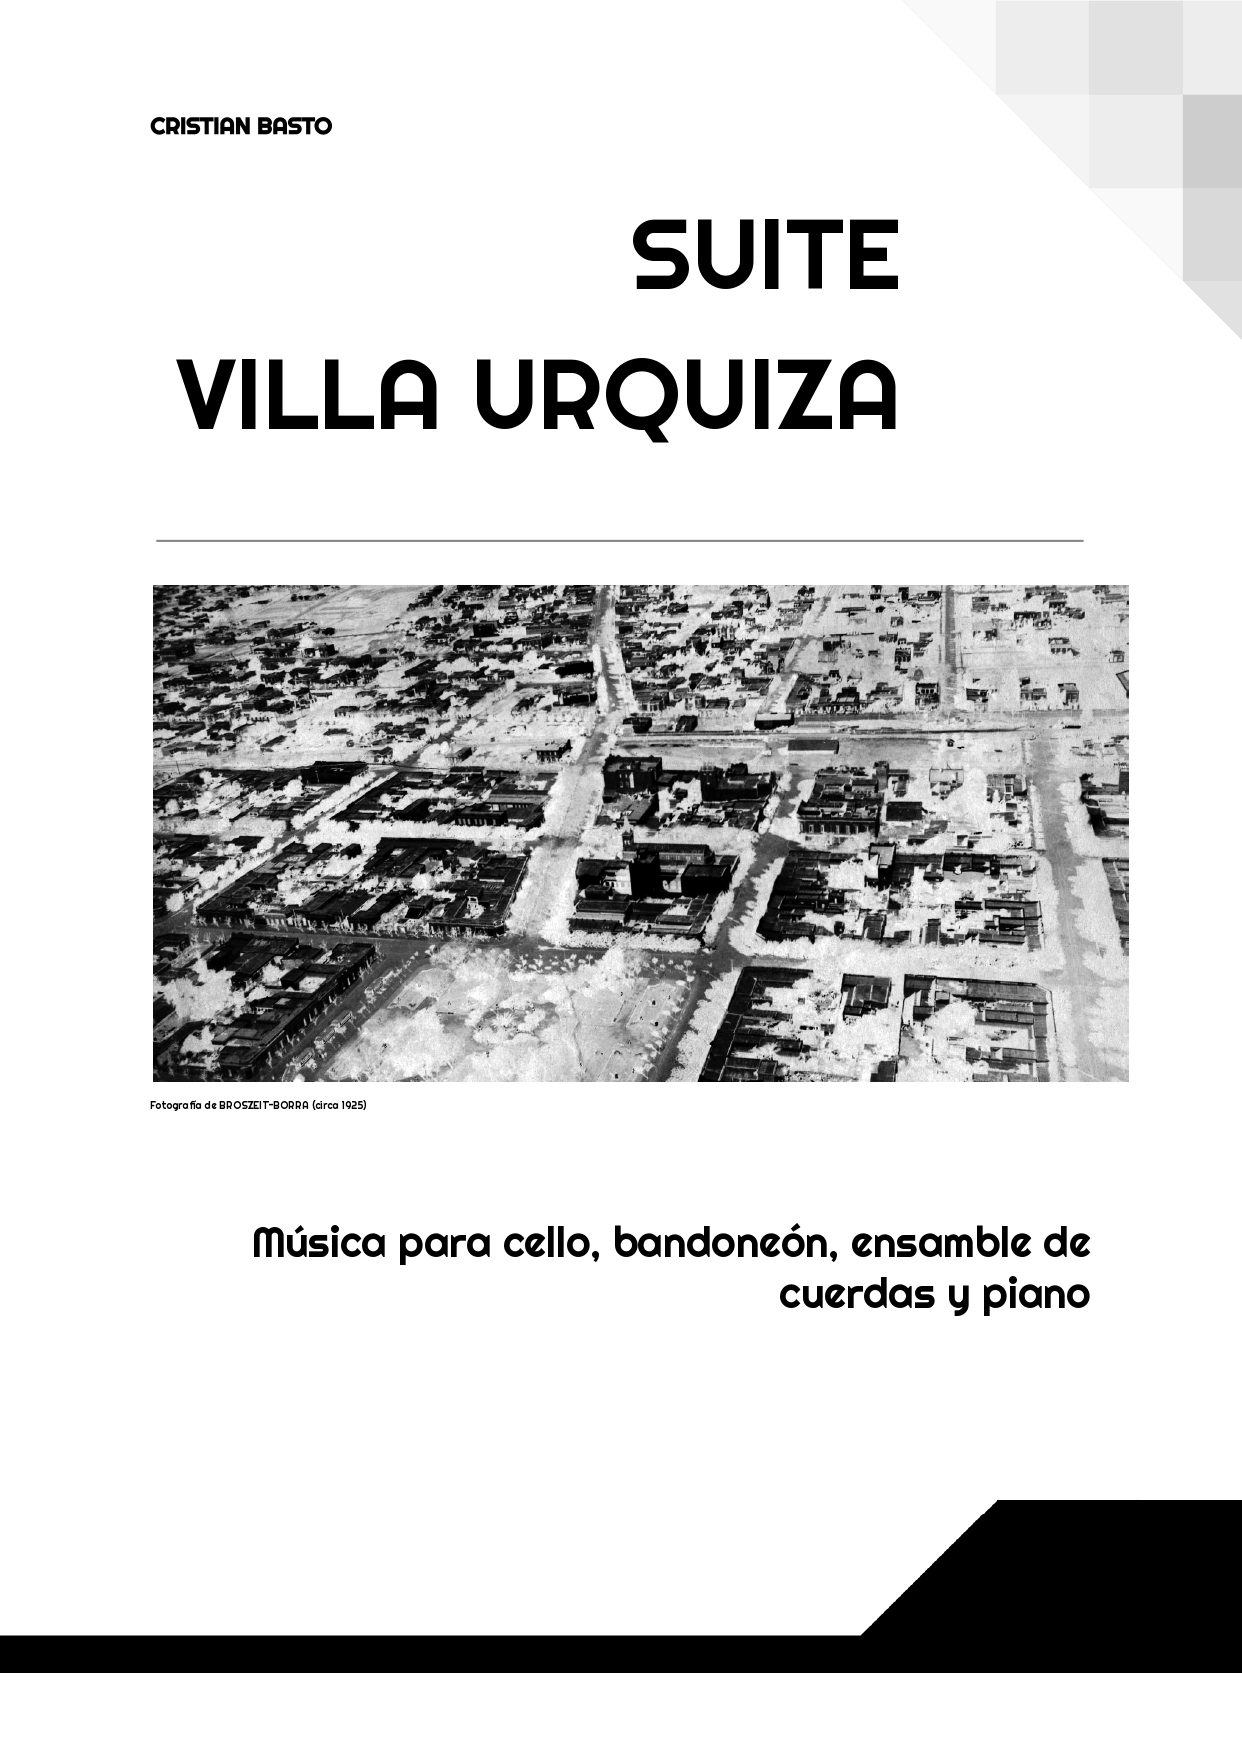 CRISTIAN BASTO
SUITE
VILLA URQUIZA
Fotografía de BROSZEIT-BORRA (circa 1925)
Música para cello, bandoneón, ensamble de
cuerdas y piano